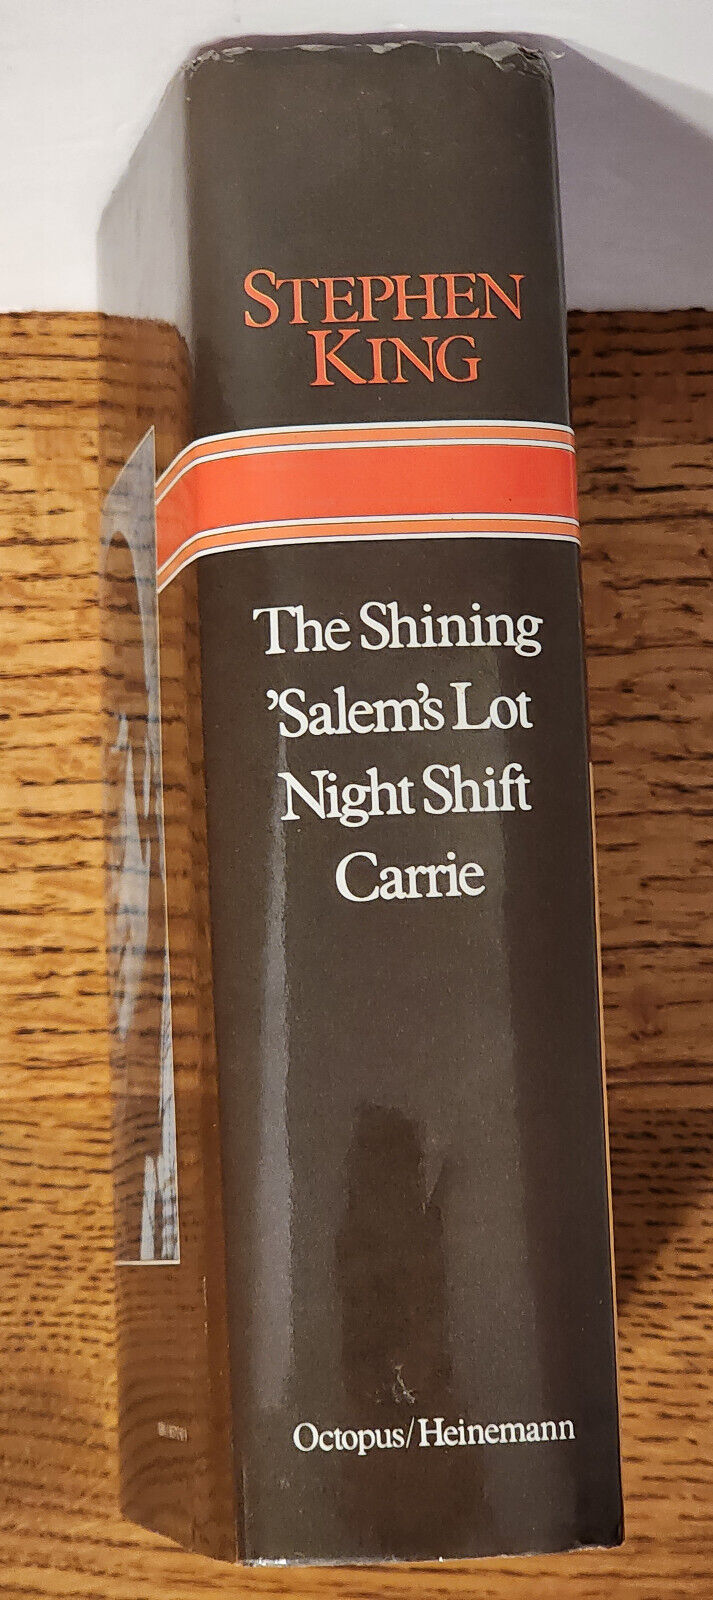 STEPHEN
KING
The Shining
'Salem's Lot
Night Shift
Carrie
Octopus/Heinemann